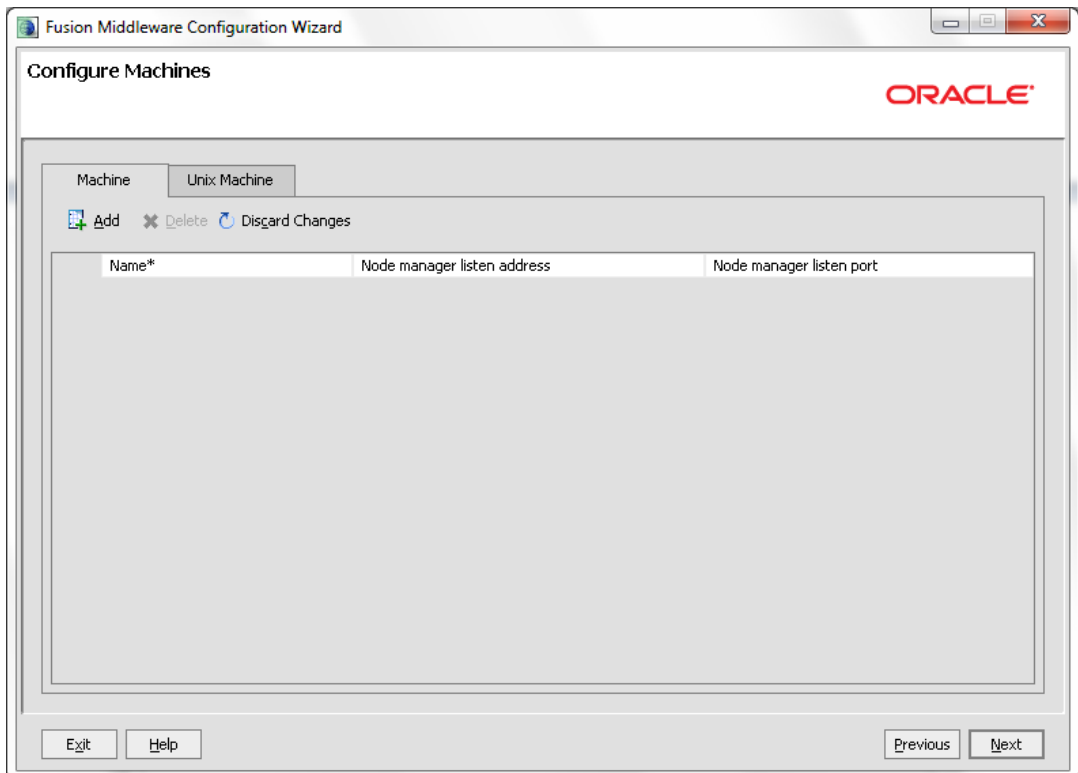 Fusion Middleware Configuration Wizard
Configure Machines
ORACLE
Machine Unix Machine
Add Delete Discard Changes
Name* Node manager listen address Node manager listen port
Exit Help Previous Next